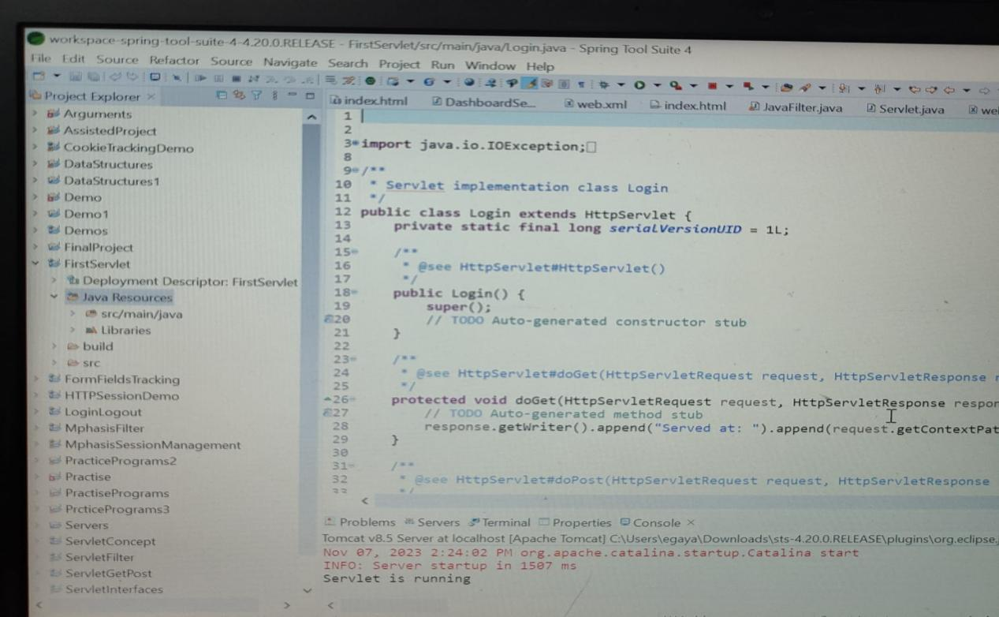 workspace-spring-tool-suite-4-4.20.0.RELEASE - FirstServlet/src/main/java/Login.java - Spring Tool Suite 4
File Edit Source Refactor Source Navigate Search Project Run Window Help
Project Explorer
index.html DashboardSe... web.xml index.html JavaFilter.java Servlet.java
Arguments
AssistedProject
CookieTrackingDemo
DataStructures
DataStructures1
Demo
Demo1
Demos
FinalProject
FirstServlet
Deployment Descriptor: FirstServlet
Java Resources
src/main/java
Libraries
build
src
FormFieldsTracking
HTTPSessionDemo
LoginLogout
MphasisFilter
MphasisSessionManagement
PracticePrograms2
Practise
PractisePrograms
PrcticePrograms3
Servers
ServletConcept
ServletFilter
ServletGetPost
ServletInterfaces
1
2
3 import java.io.IOException;
8
9 /**
10 * Servlet implementation class Login
11 */
12 public class Login extends HttpServlet {
13 private static final long serialVersionUID = 1L;
14
15 /**
16 * @see HttpServlet#HttpServlet()
17 */
18 public Login() {
19 super();
20 // TODO Auto-generated constructor stub
21 }
22
23 /**
24 * @see HttpServlet#doGet(HttpServletRequest request, HttpServletResponse r
25 */
26 protected void doGet(HttpServletRequest request, HttpServletResponse respon
27 // TODO Auto-generated method stub
28 response.getWriter().append("Served at: ").append(request.getContextPat
29 }
30
31 /**
32 * @see HttpServlet#doPost(HttpServletRequest request, HttpServletResponse
Problems Servers Terminal Properties Console
Tomcat v8.5 Server at localhost [Apache Tomcat] C:\Users\egaya\Downloads\sts-4.20.0.RELEASE\plugins\org.eclipse.
Nov 07, 2023 2:24:02 PM org.apache.catalina.startup.Catalina start
INFO: Server startup in 1507 ms
Servlet is running